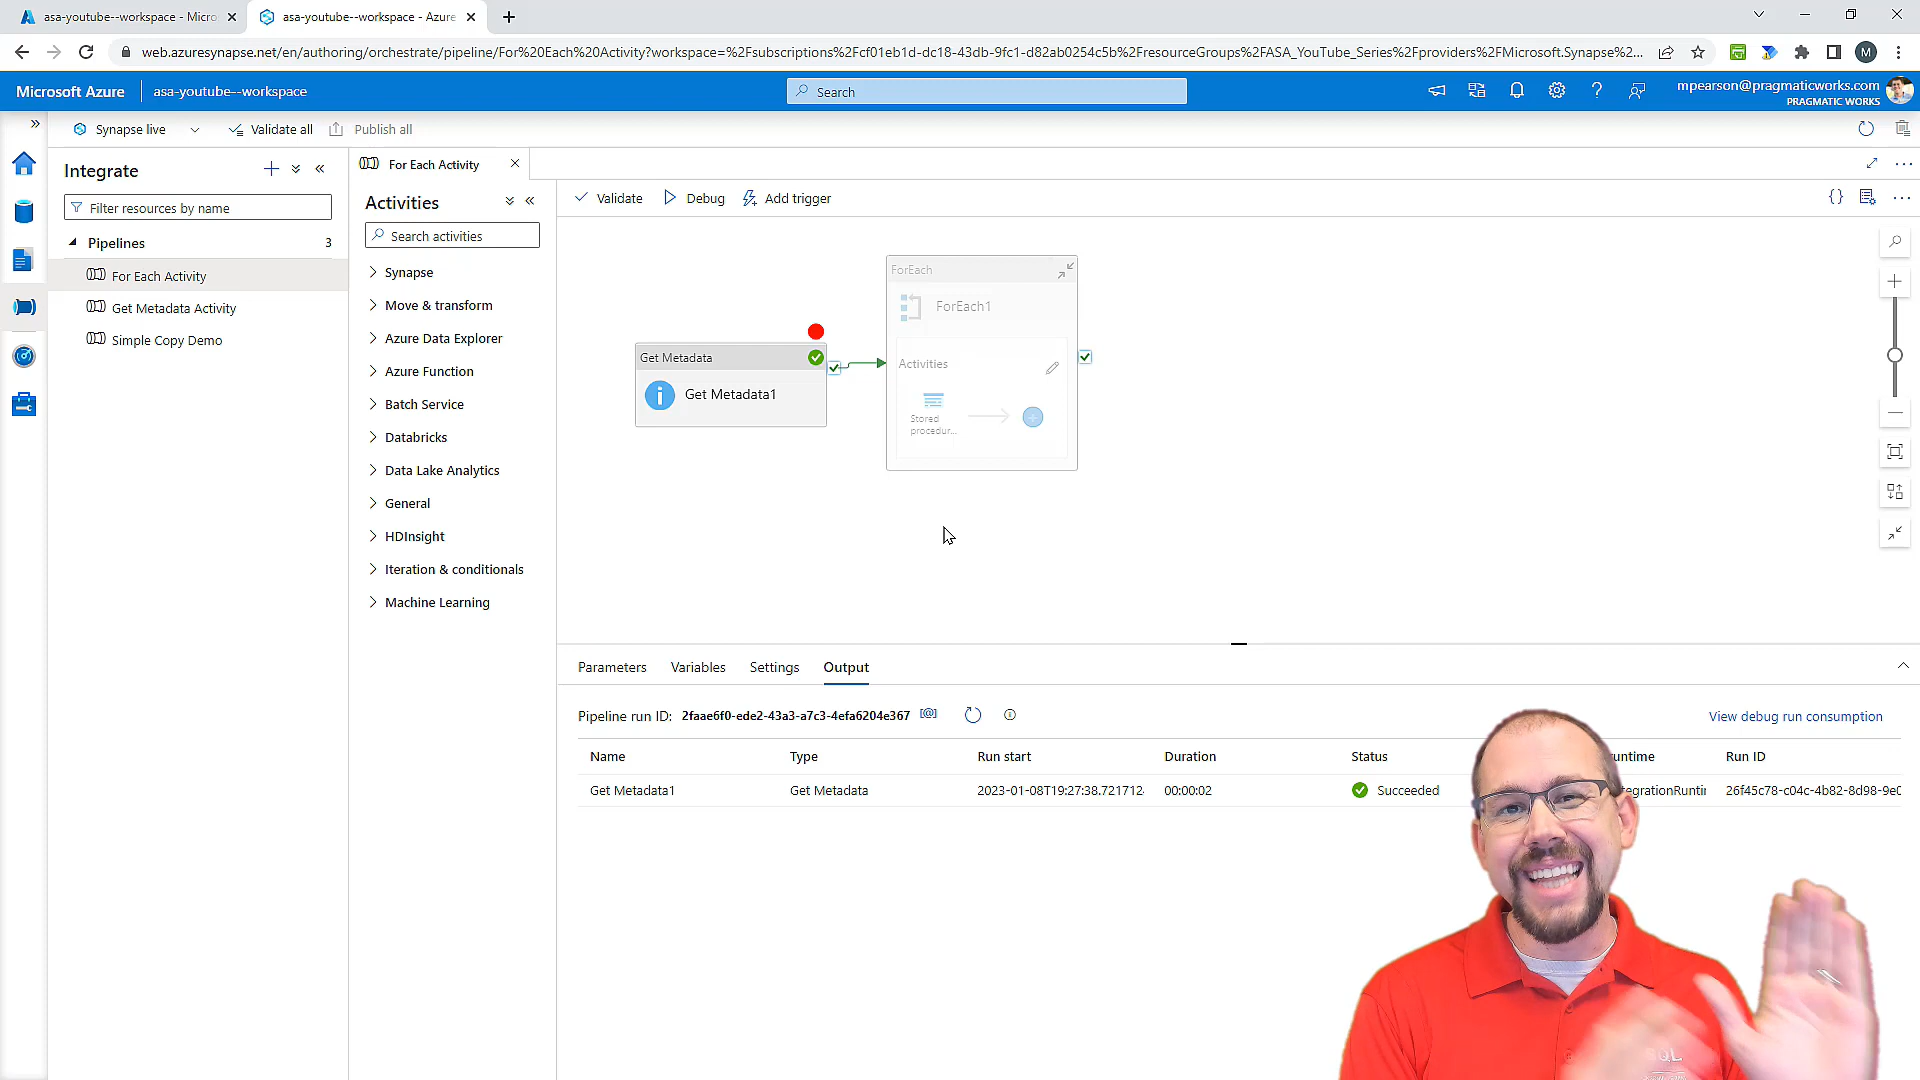 asa-youtube--workspace - Micro
asa-youtube--workspace - Azure
web.azuresynapse.net/en/authoring/orchestrate/pipeline/For%20Each%20Activity?workspace=%2Fsubscriptions%2Fcf01eb1d-dc18-43db-9fc1-d82ab0254c5b%2FresourceGroups%2FASA_YouTube_Series%2Fproviders%2FMicrosoft.Synapse%2...
M
Microsoft Azure
asa-youtube--workspace
Search
mpearson@pragmaticworks.com
PRAGMATIC WORKS
Synapse live
Validate all
Publish all
Integrate
Filter resources by name
Pipelines
3
For Each Activity
Get Metadata Activity
Simple Copy Demo
For Each Activity
Activities
Search activities
Synapse
Move & transform
Azure Data Explorer
Azure Function
Batch Service
Databricks
Data Lake Analytics
General
HDInsight
Iteration & conditionals
Machine Learning
Validate
Debug
Add trigger
{}
Get Metadata
Get Metadata1
ForEach
ForEach1
Activities
Stored
procedur...
Parameters
Variables
Settings
Output
Pipeline run ID: 2faae6f0-ede2-43a3-a7c3-4efa6204e367
View debug run consumption
Name
Type
Run start
Duration
Status
untime
Run ID
Get Metadata1
Get Metadata
2023-01-08T19:27:38.721712
00:00:02
Succeeded
tegrationRuntir
26f45c78-c04c-4b82-8d98-9e0
SQL